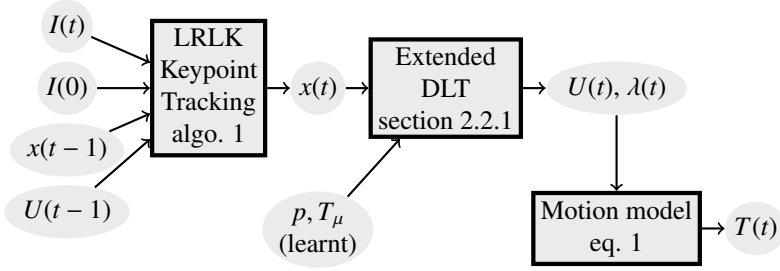 I(t)
I(0)
x(t − 1)
U(t − 1)
LRLK
Keypoint
Tracking
algo. 1
x(t)
Extended
DLT
section 2.2.1
p, T_μ
(learnt)
U(t), λ(t)
Motion model
eq. 1
T(t)